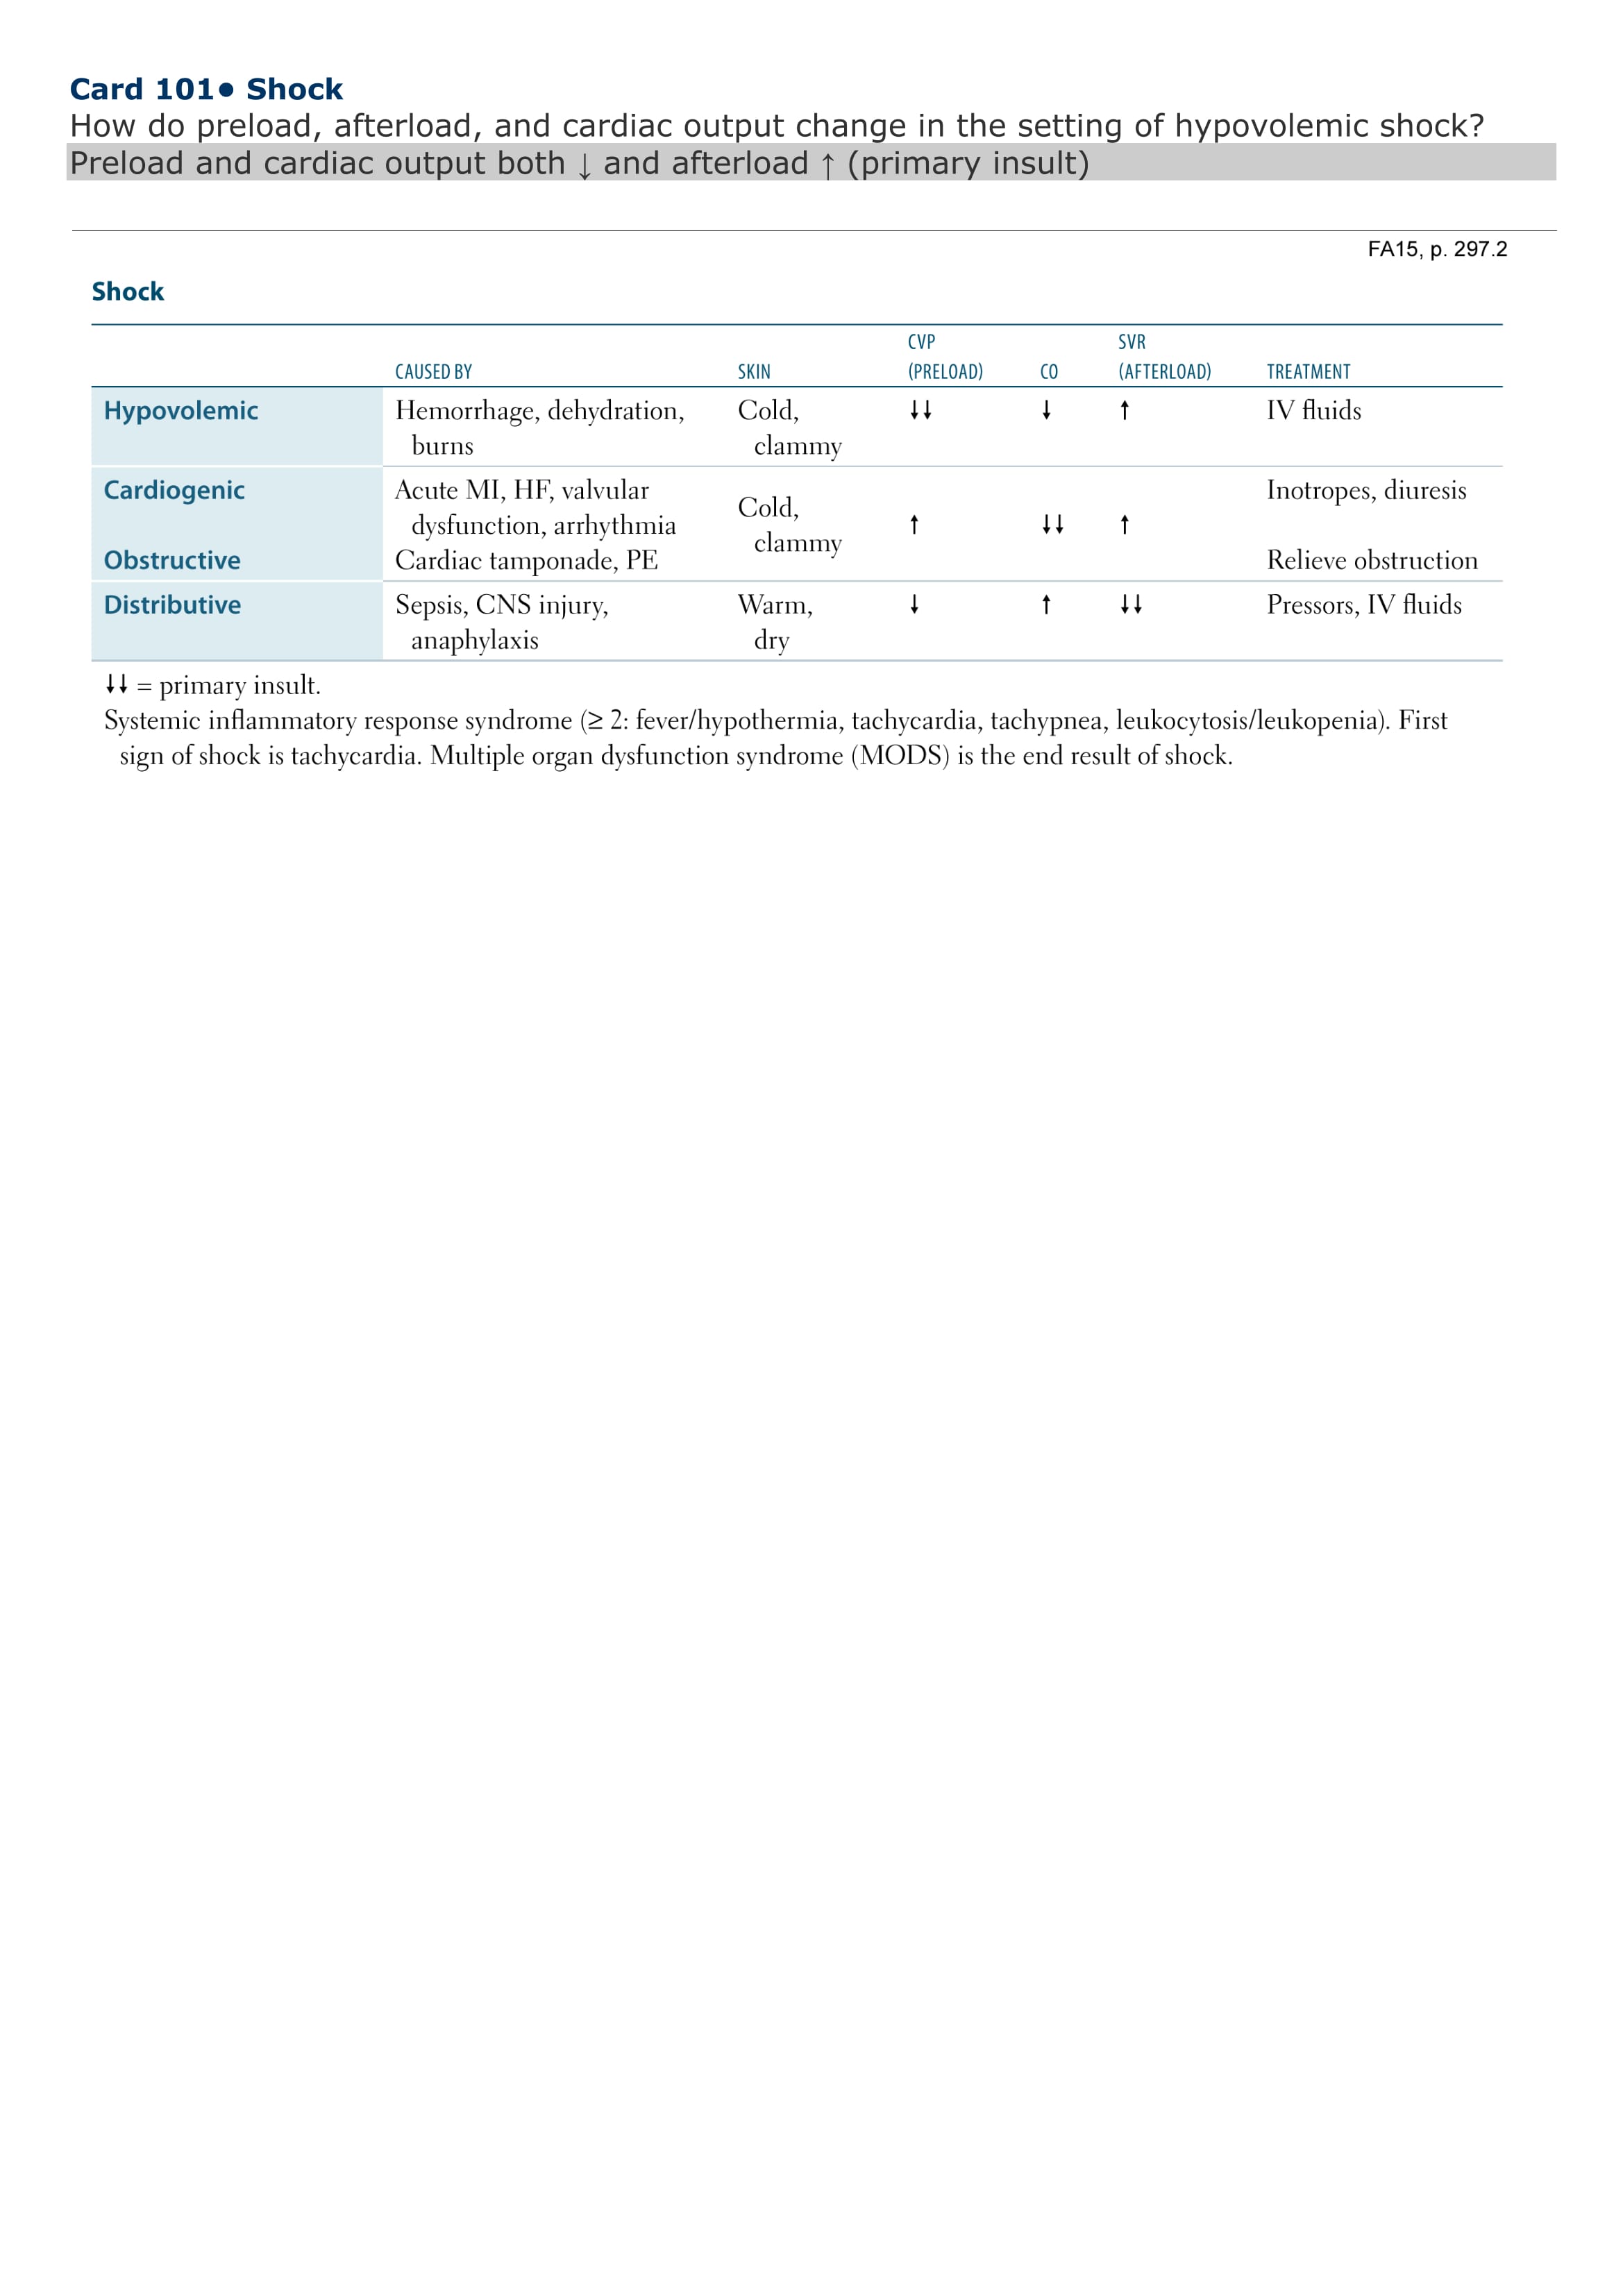 Card 101● Shock
How do preload, afterload, and cardiac output change in the setting of hypovolemic shock?
Preload and cardiac output both ↓ and afterload ↑ (primary insult)
FA15, p. 297.2
Shock
CVP SVR
CAUSED BY SKIN (PRELOAD) CO (AFTERLOAD) TREATMENT
Hypovolemic Hemorrhage, dehydration, Cold, ↓↓ ↓ ↑ IV fluids
burns clammy
Cardiogenic Acute MI, HF, valvular Inotropes, diuresis
Cold,
dysfunction, arrhythmia ↑ ↓↓ ↑
clammy
Obstructive Cardiac tamponade, PE Relieve obstruction
Distributive Sepsis, CNS injury, Warm, ↓ ↑ ↓↓ Pressors, IV fluids
anaphylaxis dry
↓↓ = primary insult.
Systemic inflammatory response syndrome (≥ 2: fever/hypothermia, tachycardia, tachypnea, leukocytosis/leukopenia). First
sign of shock is tachycardia. Multiple organ dysfunction syndrome (MODS) is the end result of shock.